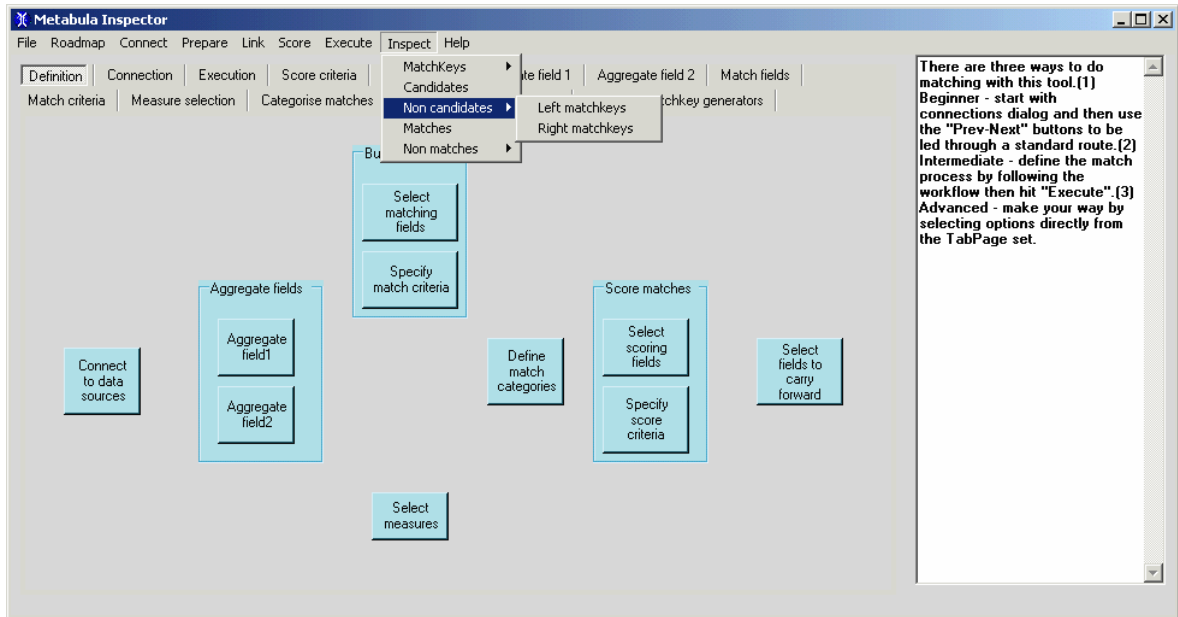 Metabula Inspector
File Roadmap Connect Prepare Link Score Execute Inspect Help
Definition Connection Execution Score criteria te field 1 Aggregate field 2 Match fields
Match criteria Measure selection Categorise matches tchkey generators
MatchKeys
Candidates
Non candidates
Matches
Non matches
Left matchkeys
Right matchkeys
Bu
Select
matching
fields
Specify
match criteria
Aggregate fields
Aggregate
field1
Aggregate
field2
Connect
to data
sources
Define
match
categories
Score matches
Select
scoring
fields
Specify
score
criteria
Select
fields to
carry
forward
Select
measures
There are three ways to do
matching with this tool.(1)
Beginner - start with
connections dialog and then use
the "Prev-Next" buttons to be
led through a standard route.(2)
Intermediate - define the match
process by following the
workflow then hit "Execute".(3)
Advanced - make your way by
selecting options directly from
the TabPage set.